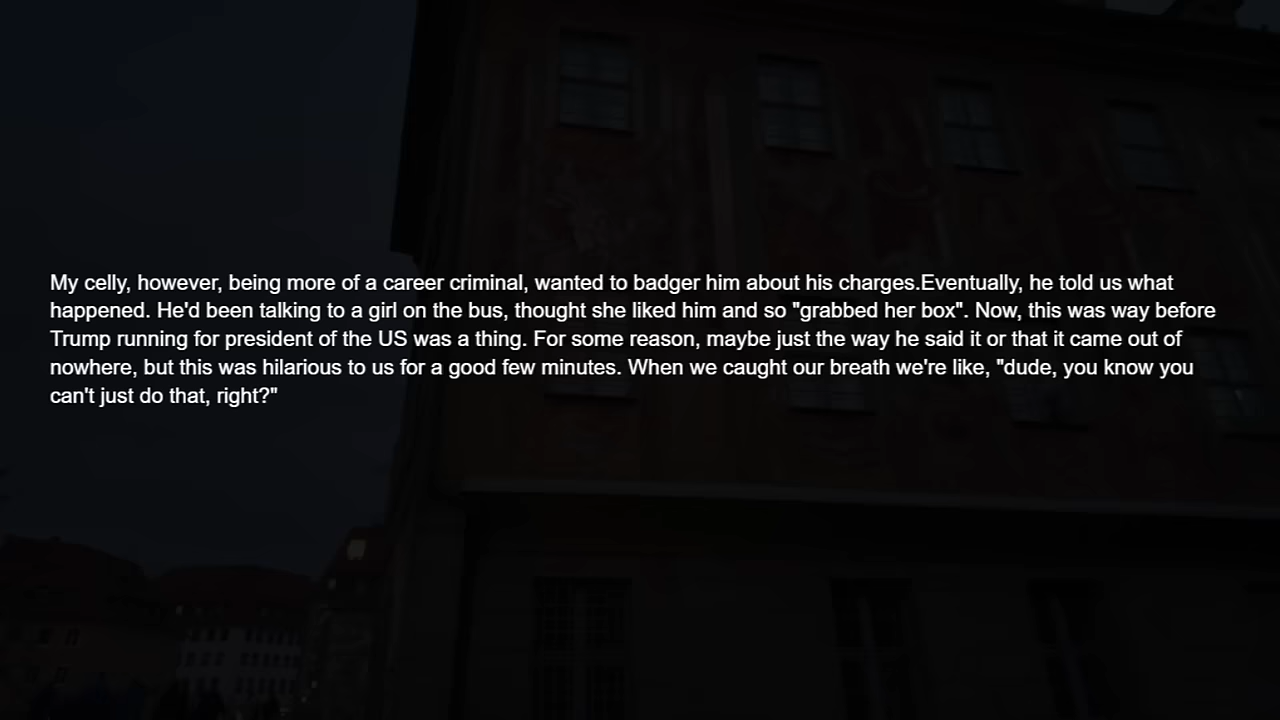 My celly, however, being more of a career criminal, wanted to badger him about his charges.Eventually, he told us what
happened. He'd been talking to a girl on the bus, thought she liked him and so "grabbed her box". Now, this was way before
Trump running for president of the US was a thing. For some reason, maybe just the way he said it or that it came out of
nowhere, but this was hilarious to us for a good few minutes. When we caught our breath we're like, "dude, you know you
can't just do that, right?"